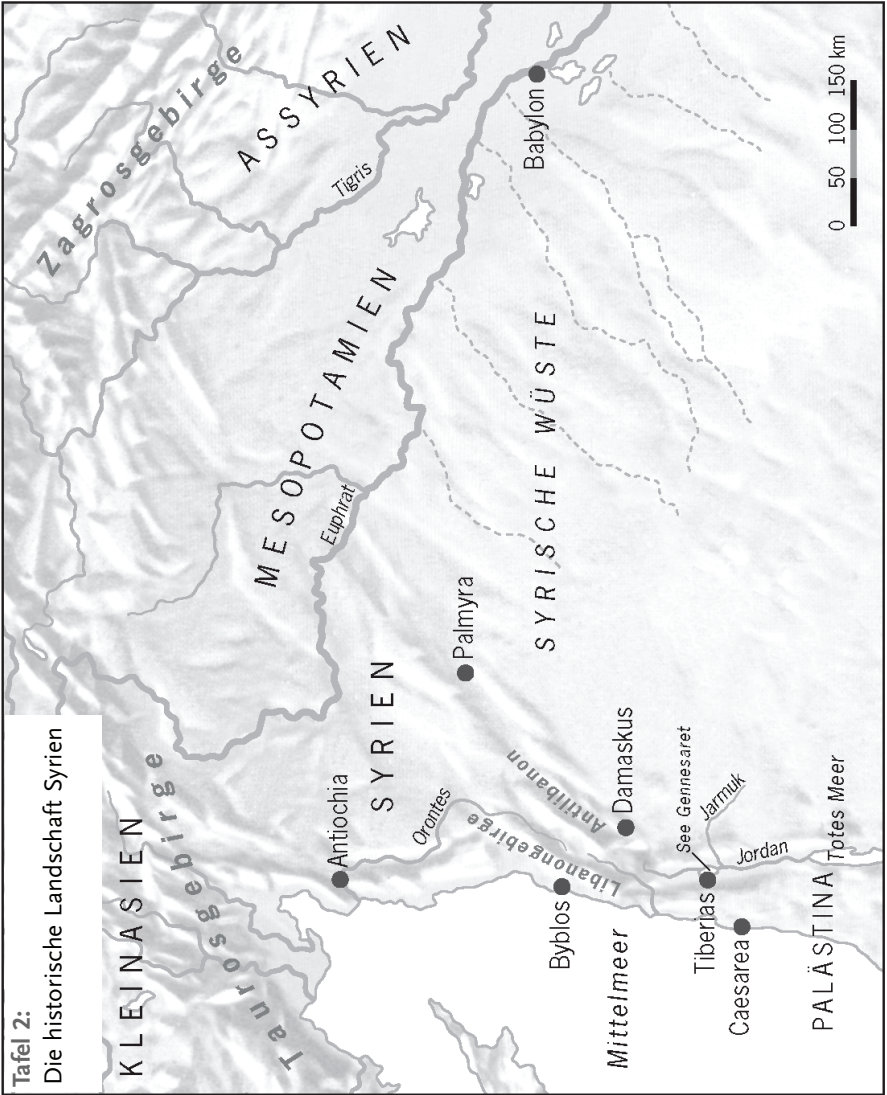 Tafel 2:
Die historische Landschaft Syrien
KLEINASIEN
Taurosgebirge
Zagrosgebirge
ASSYRIEN
Tigris
MESOPOTAMIEN
Euphrat
Antiochia
SYRIEN
Orontes
Palmyra
Libanongebirge
Antilibanon
Byblos
Damaskus
SYRISCHE WÜSTE
Babylon
Mittelmeer
See Gennesaret
Jarmuk
Tiberias
Caesarea
Jordan
PALÄSTINA
Totes Meer
0 50 100 150 km